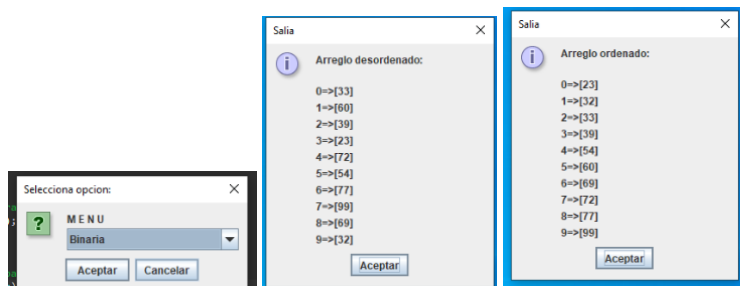 Selecciona opcion:
M E N U
Binaria
Aceptar
Cancelar
Salia
Arreglo desordenado:
0=>[33]
1=>[60]
2=>[39]
3=>[23]
4=>[72]
5=>[54]
6=>[77]
7=>[99]
8=>[69]
9=>[32]
Aceptar
Salia
Arreglo ordenado:
0=>[23]
1=>[32]
2=>[33]
3=>[39]
4=>[54]
5=>[60]
6=>[69]
7=>[72]
8=>[77]
9=>[99]
Aceptar